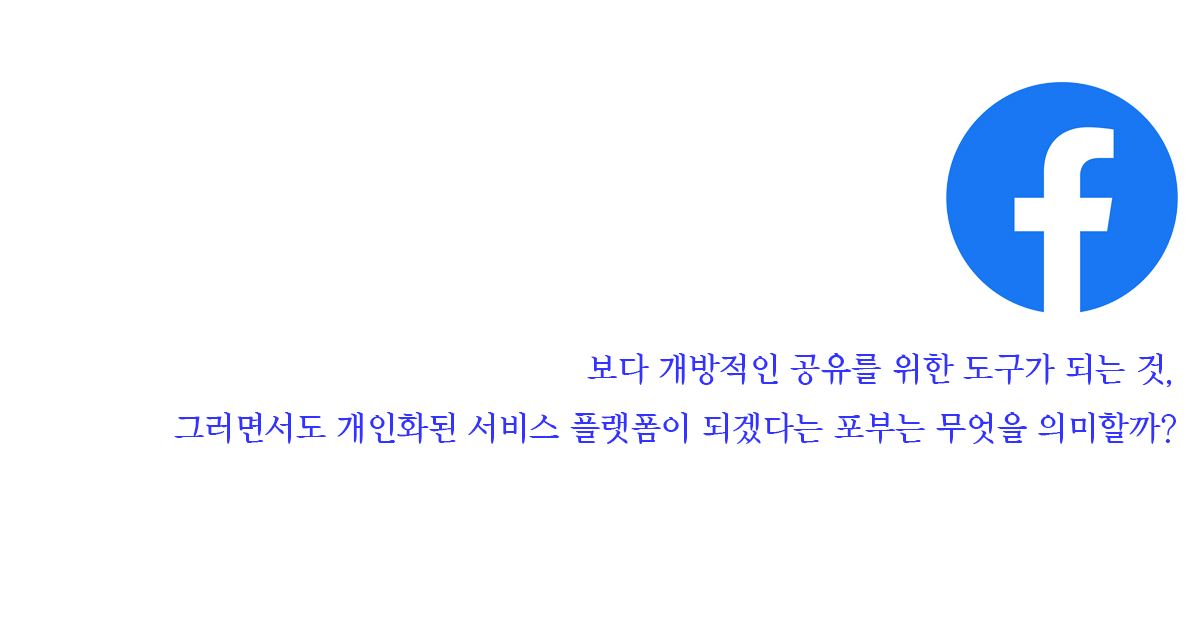 보다 개방적인 공유를 위한 도구가 되는 것,
그러면서도 개인화된 서비스 플랫폼이 되겠다는 포부는 무엇을 의미할까?